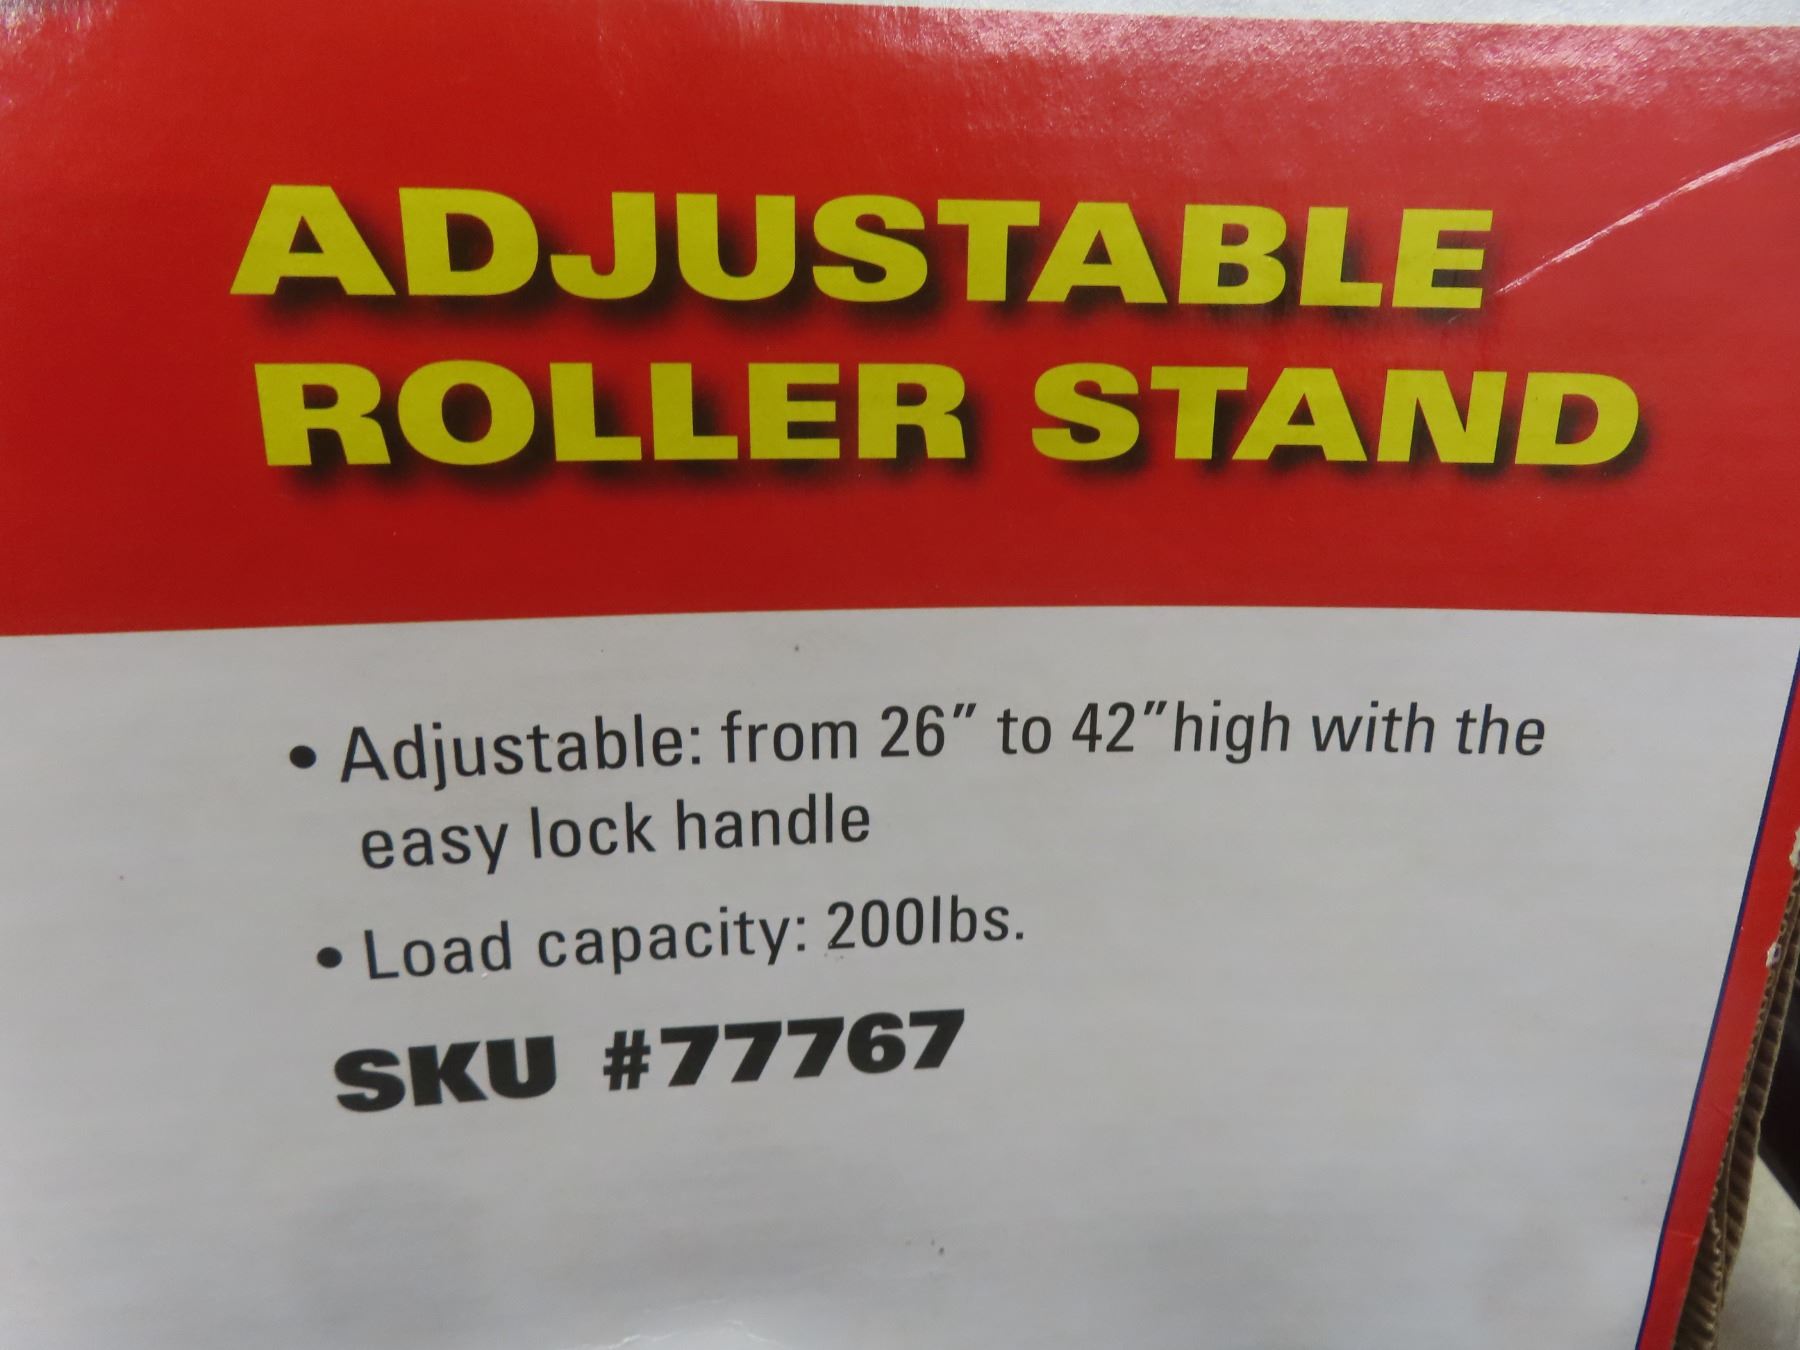 ADJUSTABLE
ROLLER STAND
• Adjustable: from 26″ to 42″high with the
easy lock handle
• Load capacity: 200lbs.
SKU #77767